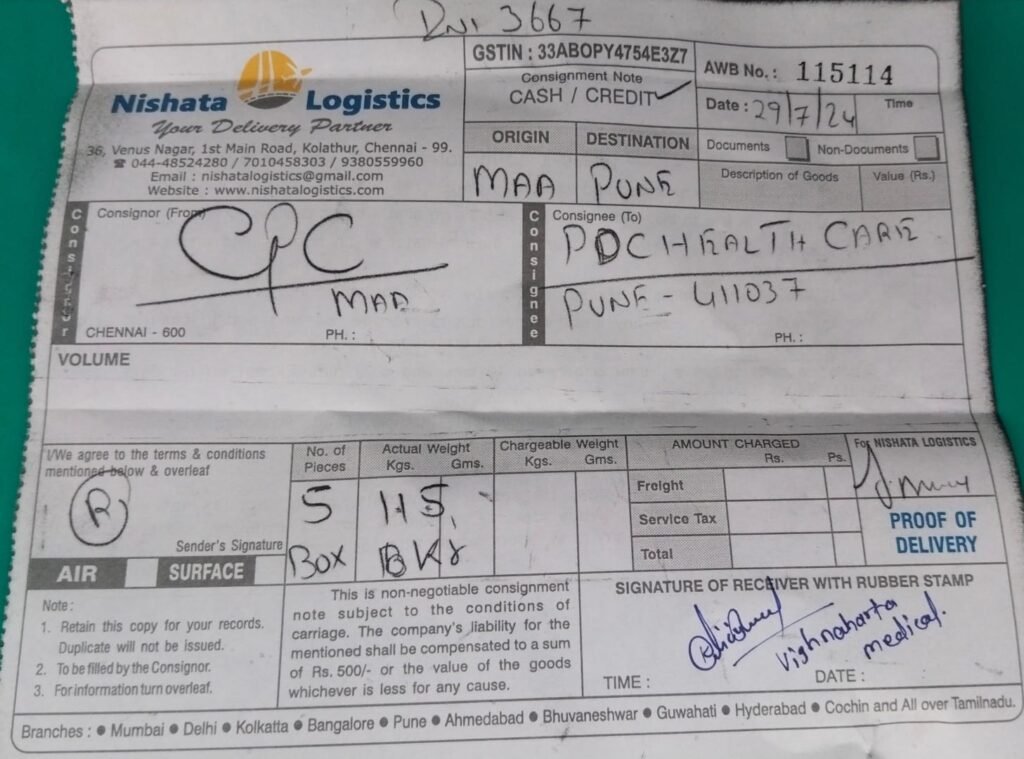 3667
GSTIN : 33ABOPY4754E3Z7
Consignment Note
CASH / CREDIT
AWB No. : 115114
Date : 29/7/24 Time
Nishata Logistics
Your Delivery Partner
36, Venus Nagar, 1st Main Road, Kolathur, Chennai - 99.
☎ 044-48524280 / 7010458303 / 9380559960
Email : nishatalogistics@gmail.com
Website : www.nishatalogistics.com
ORIGIN DESTINATION
MAA PUNE
Documents Non-Documents
Description of Goods Value (Rs.)
Consignor
Consignor (From)
CPC
MAA
CHENNAI - 600 PH. :
Consignee
Consignee (To)
PDC HEALTH CARE
PUNE - 411037
PH. :
VOLUME
I/We agree to the terms & conditions
mentioned below & overleaf
R
Sender's Signature
AIR SURFACE
No. of
Pieces
5
Box
Actual Weight
Kgs. Gms.
115
Chargeable Weight
Kgs. Gms.
AMOUNT CHARGED
Rs. Ps.
Freight
Service Tax
Total
For NISHATA LOGISTICS
PROOF OF
DELIVERY
Note :
1. Retain this copy for your records.
Duplicate will not be issued.
2. To be filled by the Consignor.
3. For information turn overleaf.
This is non-negotiable consignment
note subject to the conditions of
carriage. The company's liability for the
mentioned shall be compensated to a sum
of Rs. 500/- or the value of the goods
whichever is less for any cause.
SIGNATURE OF RECEIVER WITH RUBBER STAMP
Vighnaharta
medical.
TIME : DATE :
Branches : ● Mumbai ● Delhi ● Kolkatta ● Bangalore ● Pune ● Ahmedabad ● Bhuvaneshwar ● Guwahati ● Hyderabad ● Cochin and All over Tamilnadu.